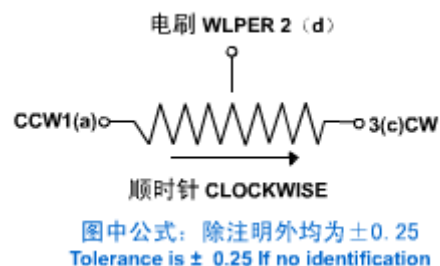 电刷 WLPER 2（d）
CCW1(a)
3(c)CW
顺时针 CLOCKWISE
图中公式：除注明外均为±0.25
Tolerance is ± 0.25 If no identification